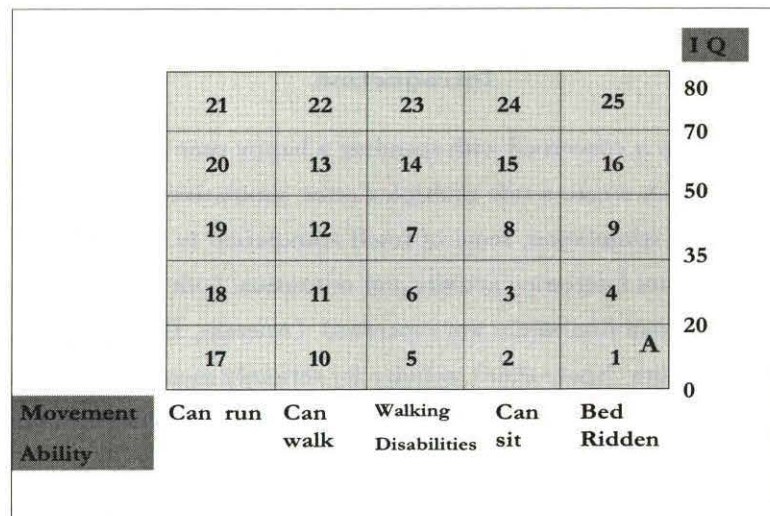 I Q
80
21 22 23 24 25
70
20 13 14 15 16
50
19 12 7 8 9
35
18 11 6 3 4
20
17 10 5 2 1 A
0
Movement Ability
Can run
Can walk
Walking Disabilities
Can sit
Bed Ridden